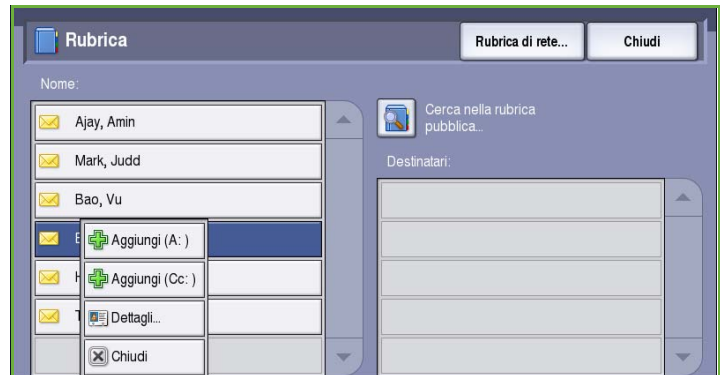 Rubrica
Rubrica di rete...
Chiudi
Nome:
Ajay, Amin
Mark, Judd
Bao, Vu
Aggiungi (A: )
Aggiungi (Cc: )
Dettagli...
Chiudi
Cerca nella rubrica
pubblica...
Destinatari: